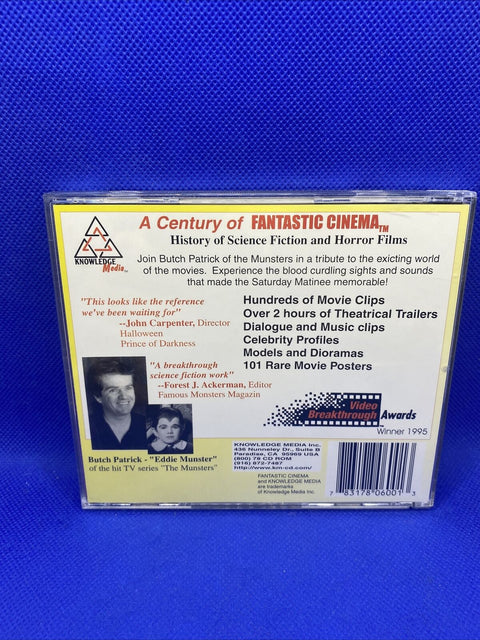 A Century of FANTASTIC CINEMA TM
History of Science Fiction and Horror Films
KNOWLEDGE
Media TM
Join Butch Patrick of the Munsters in a tribute to the exicting world
of the movies. Experience the blood curdling sights and sounds
that made the Saturday Matinee memorable!
"This looks like the reference
we've been waiting for"
--John Carpenter, Director
Halloween
Prince of Darkness
Hundreds of Movie Clips
Over 2 hours of Theatrical Trailers
Dialogue and Music clips
Celebrity Profiles
Models and Dioramas
101 Rare Movie Posters
"A breakthrough
science fiction work"
--Forest J. Ackerman, Editor
Famous Monsters Magazin
Video
Breakthrough Awards
Winner 1995
Butch Patrick - "Eddie Munster"
of the hit TV series "The Munsters"
KNOWLEDGE MEDIA Inc.
436 Nunneley Dr., Suite B
Paradise, CA 95969 USA
(800) 78 CD ROM
(916) 872-7487
http://www.km-cd.com/
FANTASTIC CINEMA
and KNOWLEDGE MEDIA
are trademarks
of Knowledge Media Inc.
7 83178 06001 3